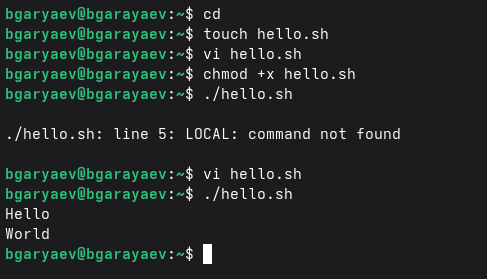 bgaryaev@bgarayaev:~$ cd
bgaryaev@bgarayaev:~$ touch hello.sh
bgaryaev@bgarayaev:~$ vi hello.sh
bgaryaev@bgarayaev:~$ chmod +x hello.sh
bgaryaev@bgarayaev:~$ ./hello.sh
./hello.sh: line 5: LOCAL: command not found
bgaryaev@bgarayaev:~$ vi hello.sh
bgaryaev@bgarayaev:~$ ./hello.sh
Hello
World
bgaryaev@bgarayaev:~$